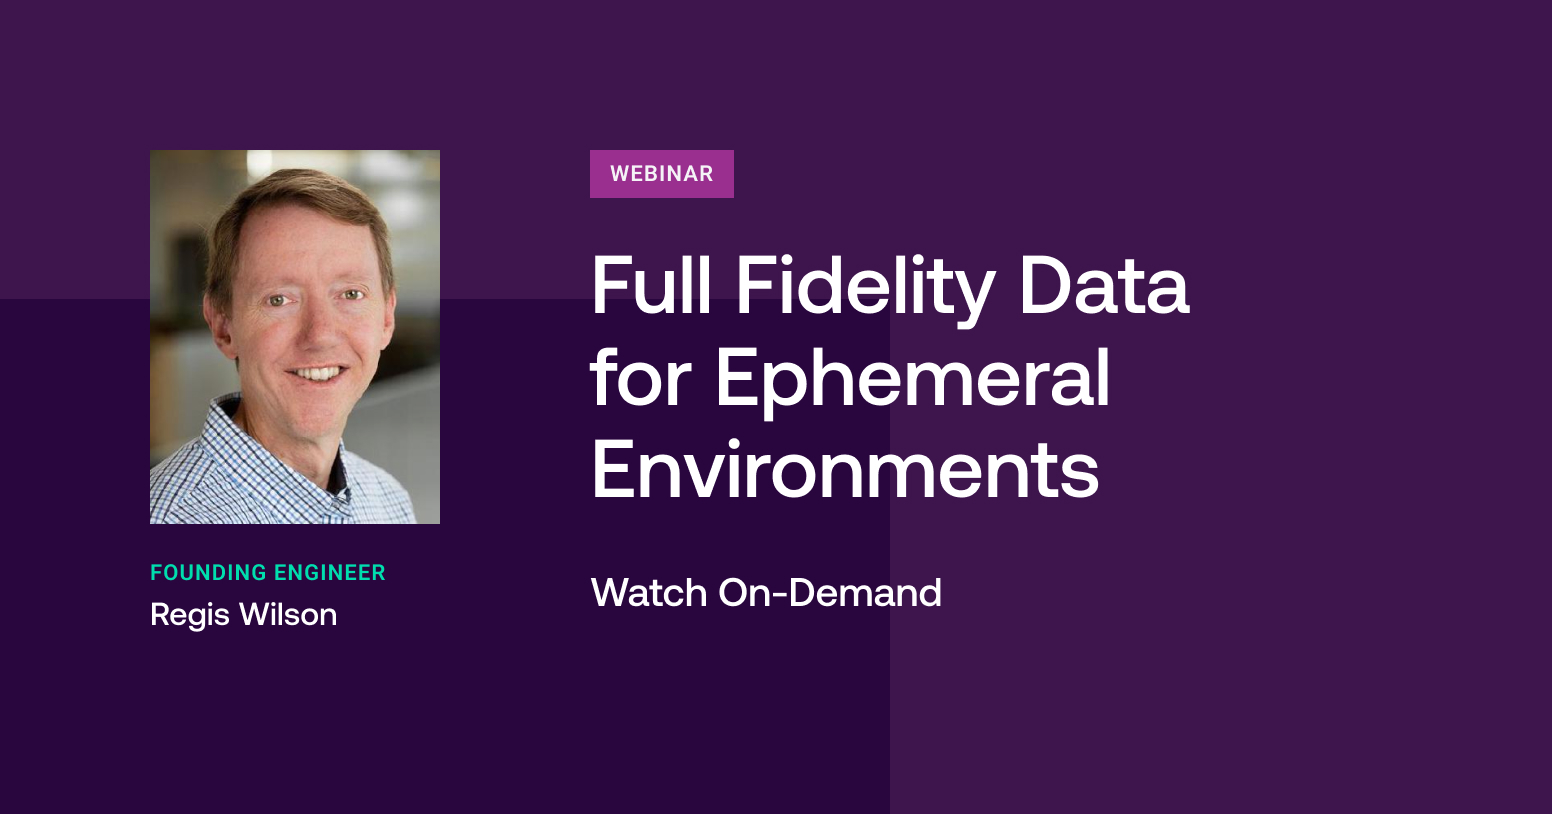 WEBINAR
Full Fidelity Data
for Ephemeral
Environments
Watch On-Demand
FOUNDING ENGINEER
Regis Wilson